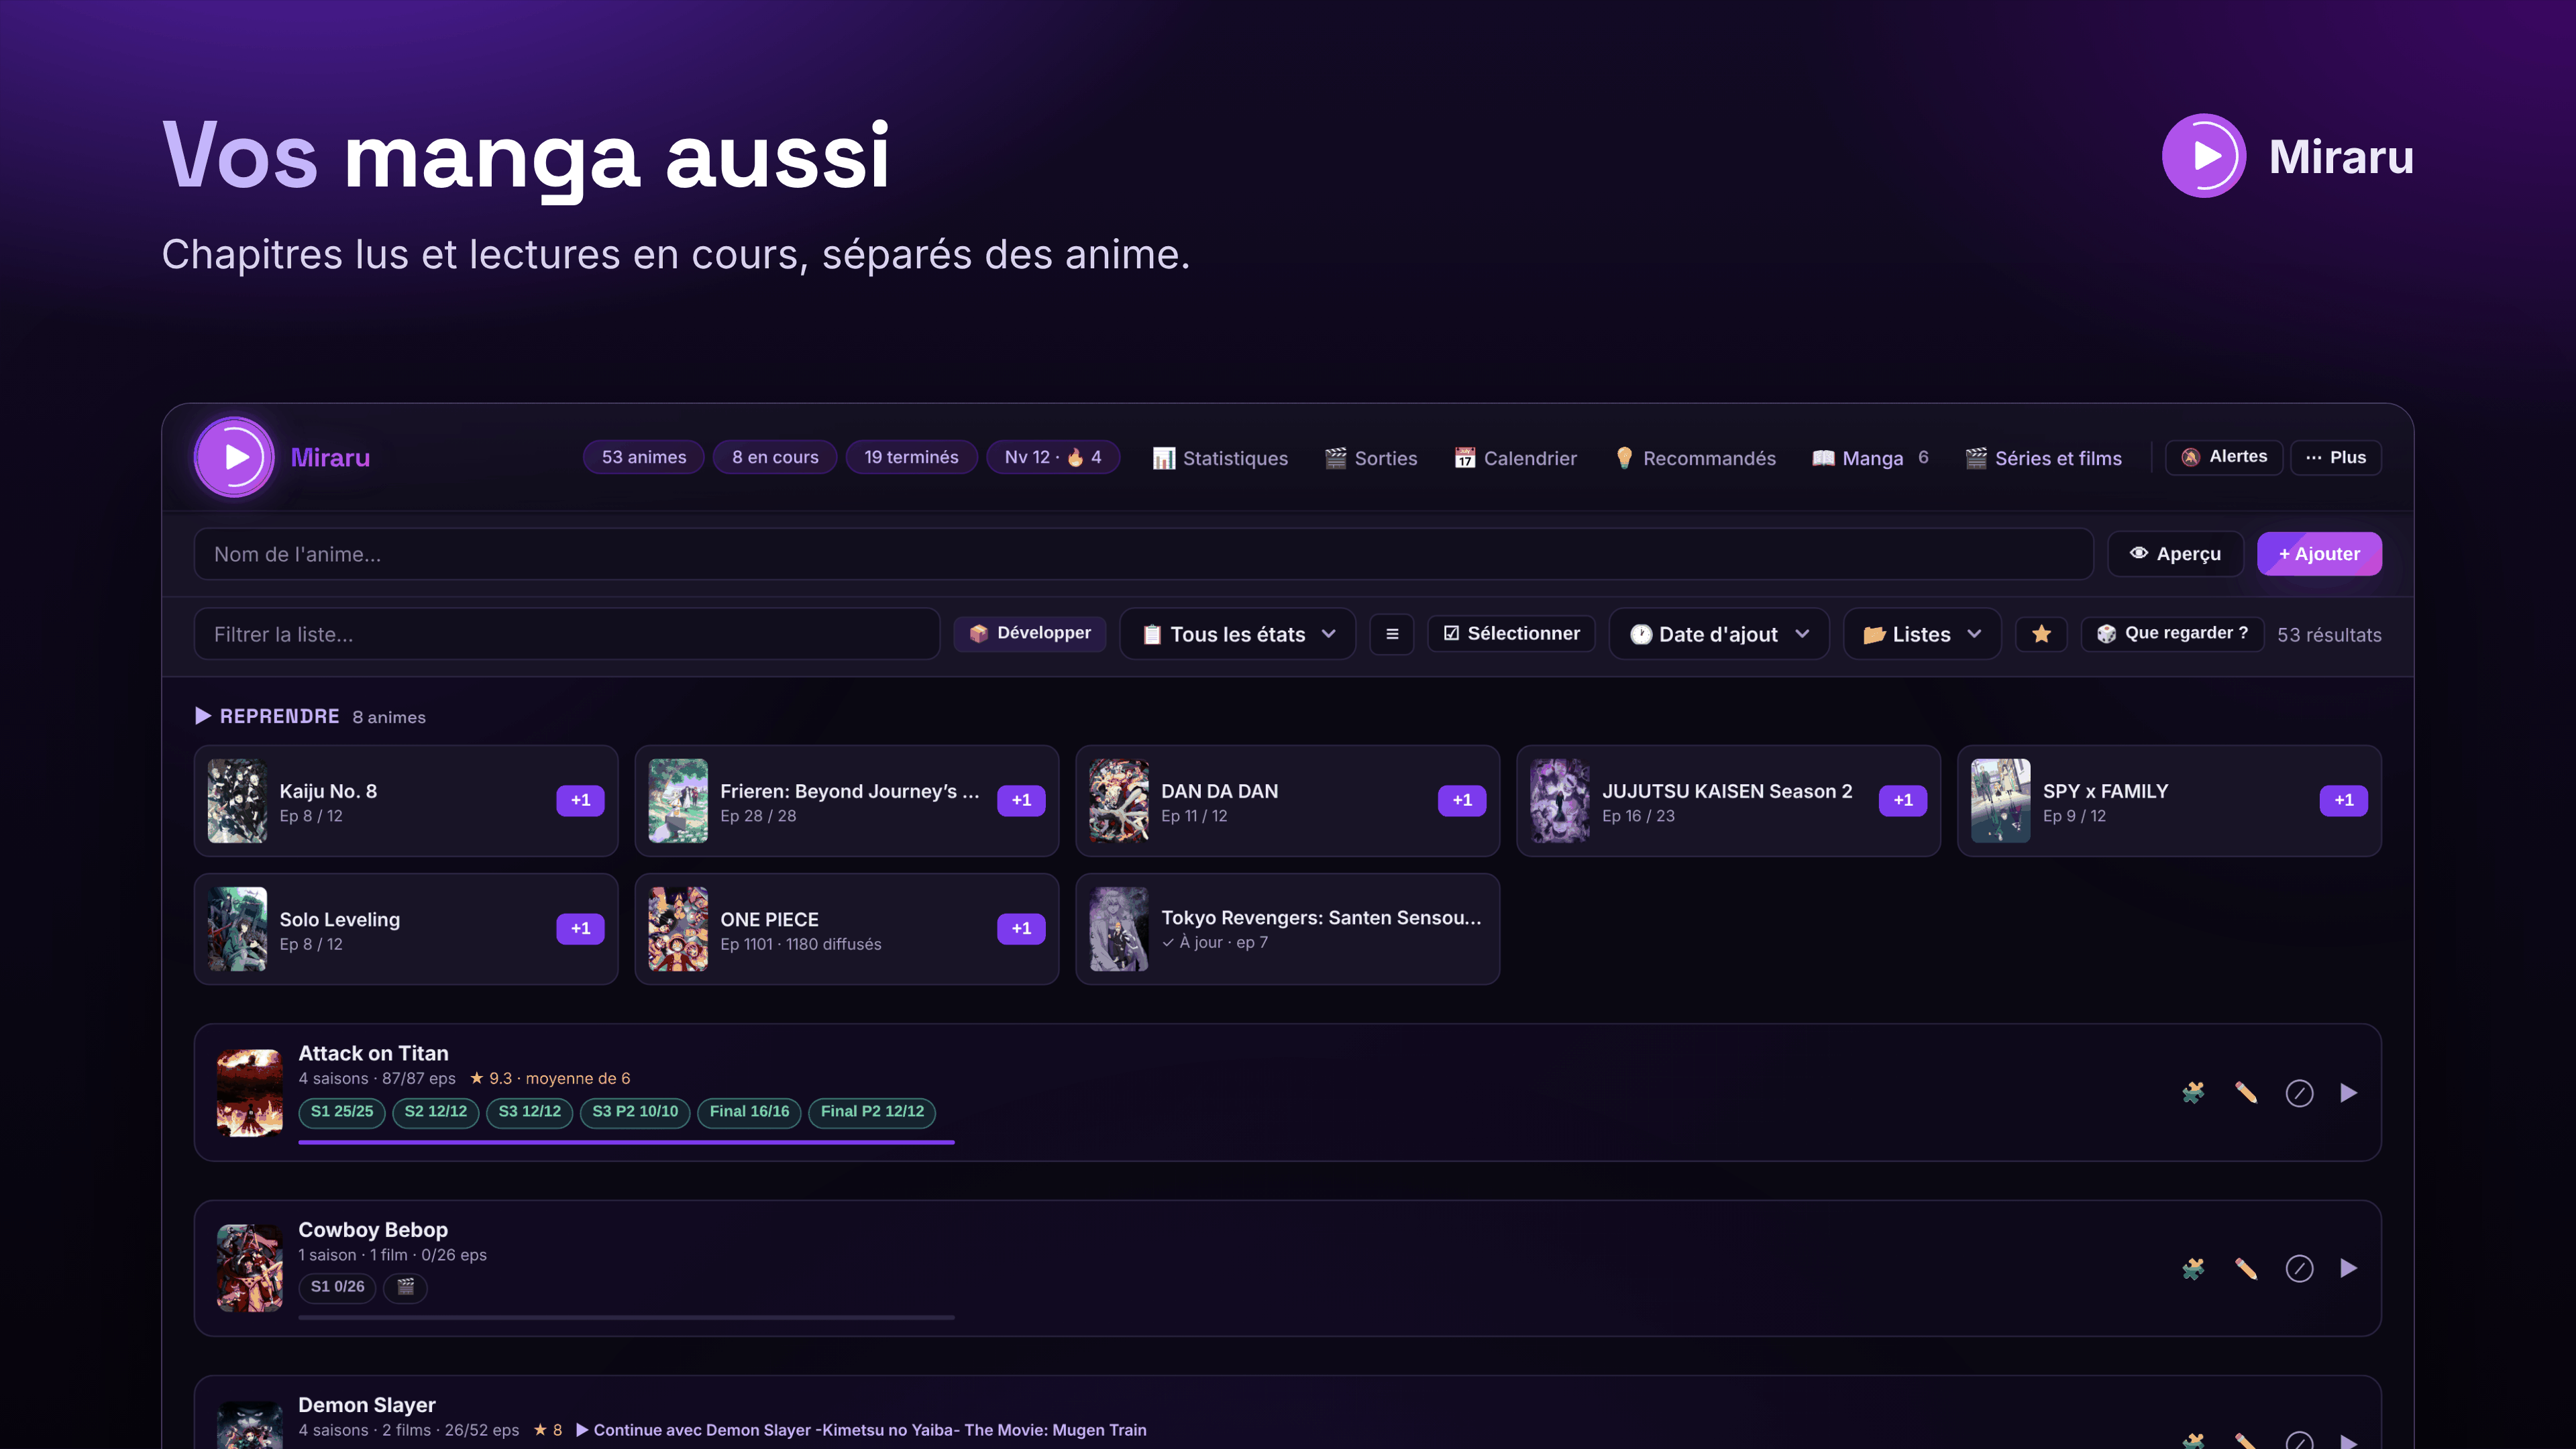 Vos manga aussi
Miraru
Chapitres lus et lectures en cours, séparés des anime.
Miraru
53 animes
8 en cours
19 terminés
Nv 12 · 🔥 4
📊 Statistiques
🎬 Sorties
📅 Calendrier
💡 Recommandés
📖 Manga 6
🎬 Séries et films
🔕 Alertes
··· Plus
Nom de l'anime...
👁 Aperçu
+ Ajouter
Filtrer la liste...
📦 Développer
📋 Tous les états
≡
☑ Sélectionner
🕐 Date d'ajout
📂 Listes
⭐
🎲 Que regarder ?
53 résultats
▶ REPRENDRE 8 animes
Kaiju No. 8
Ep 8 / 12
+1
Frieren: Beyond Journey’s ...
Ep 28 / 28
+1
DAN DA DAN
Ep 11 / 12
+1
JUJUTSU KAISEN Season 2
Ep 16 / 23
+1
SPY x FAMILY
Ep 9 / 12
+1
Solo Leveling
Ep 8 / 12
+1
ONE PIECE
Ep 1101 · 1180 diffusés
+1
Tokyo Revengers: Santen Sensou...
✓ À jour · ep 7
Attack on Titan
4 saisons · 87/87 eps ★ 9.3 · moyenne de 6
S1 25/25 S2 12/12 S3 12/12 S3 P2 10/10 Final 16/16 Final P2 12/12
Cowboy Bebop
1 saison · 1 film · 0/26 eps
S1 0/26 🎬
Demon Slayer
4 saisons · 2 films · 26/52 eps ★ 8 ▶ Continue avec Demon Slayer -Kimetsu no Yaiba- The Movie: Mugen Train